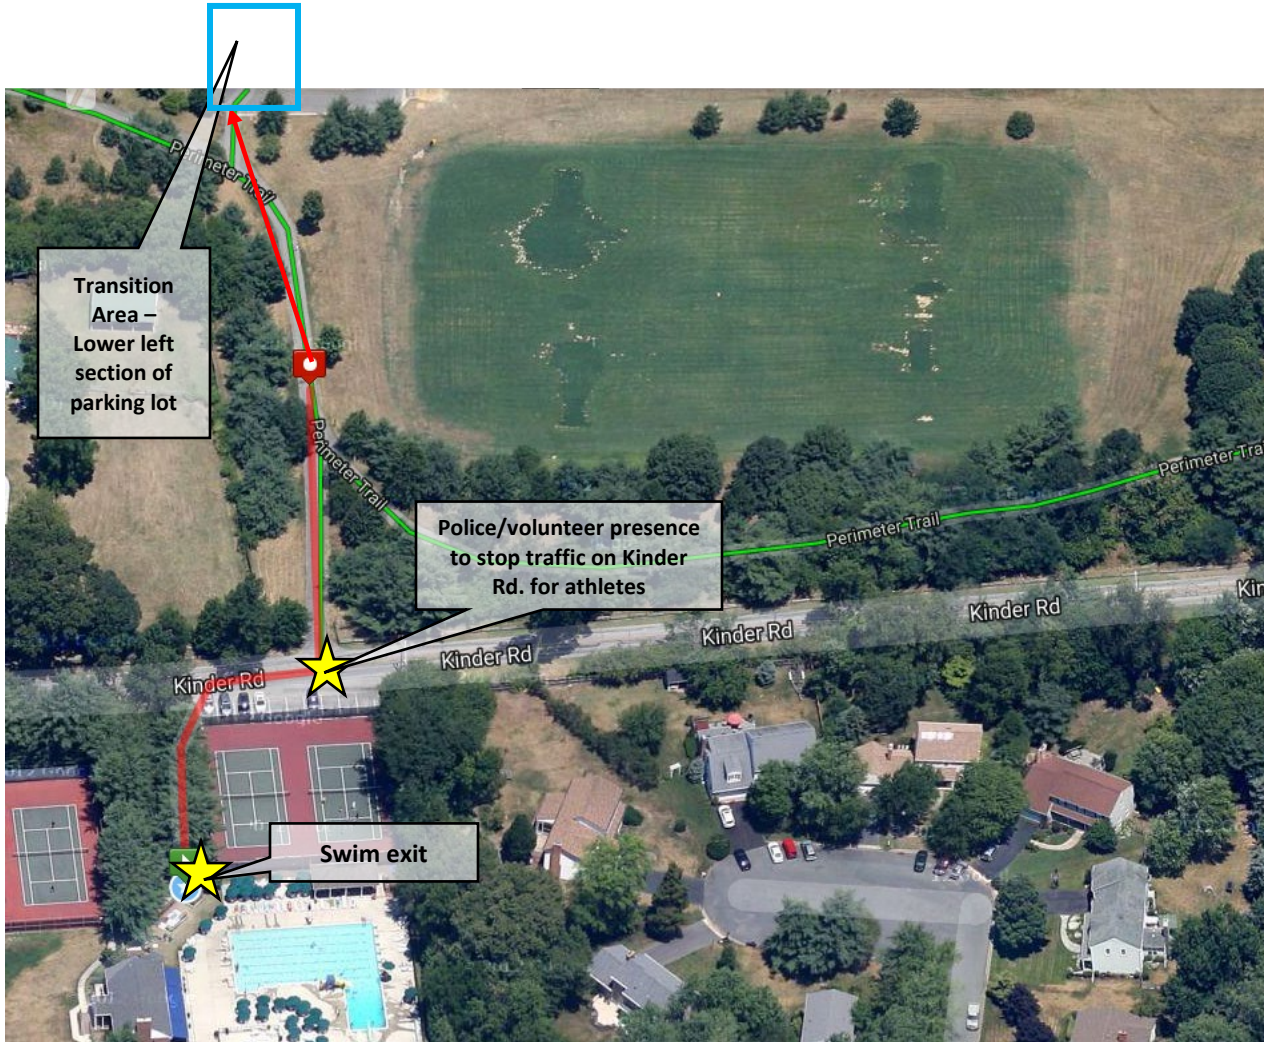 Perimeter Trail
Transition
Area –
Lower left
section of
parking lot
Perimeter Trail
Perimeter Trail
Perimeter
Police/volunteer presence
to stop traffic on Kinder
Rd. for athletes
Kinder Rd
Kinder Rd
Kinder Rd
Kinder Rd
Swim exit